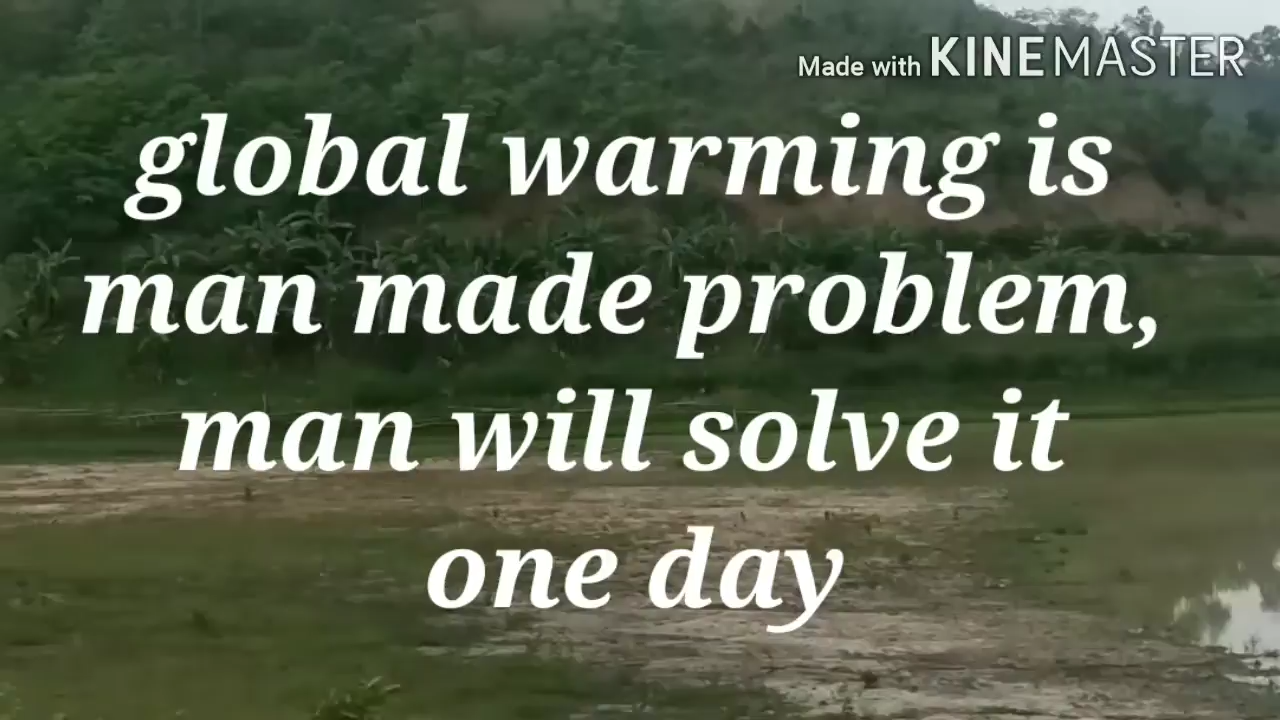 Made with KINEMASTER
global warming is
man made problem,
man will solve it
one day